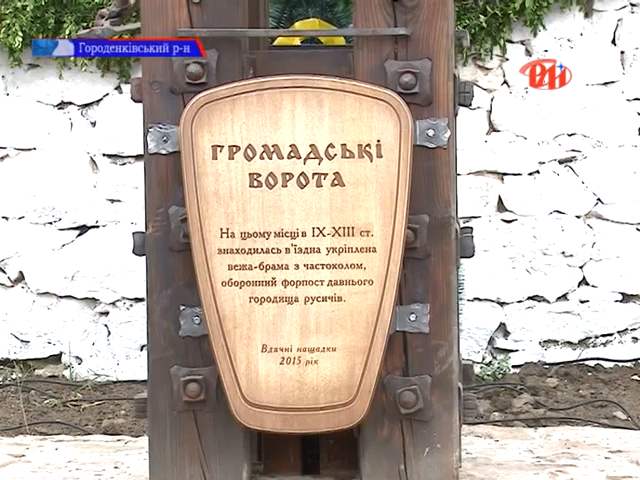 Городенківський р-н
РТІ
ГРОМАДСЬКІ
ВОРОТА
На цьому місці в IX-XIII ст.
знаходилась в'їздна укріплена
вежа-брама з частоколом,
оборонний форпост давнього
городища русичів.
Вдячні нащадки
2015 рік